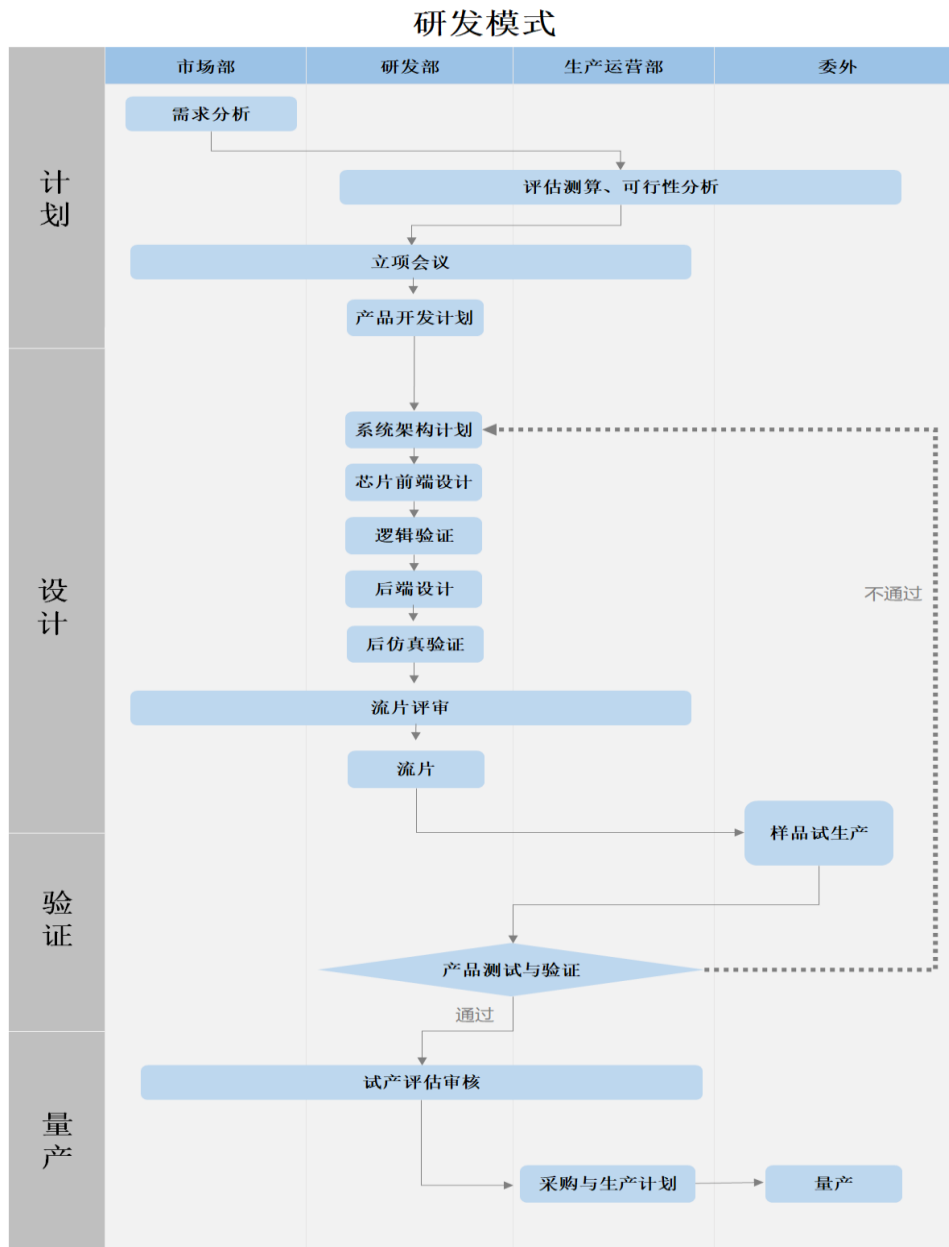 研发模式
市场部
研发部
生产运营部
委外
计划
需求分析
评估测算、可行性分析
立项会议
产品开发计划
设计
系统架构计划
芯片前端设计
逻辑验证
后端设计
不通过
后仿真验证
流片评审
流片
样品试生产
验证
产品测试与验证
通过
量产
试产评估审核
采购与生产计划
量产